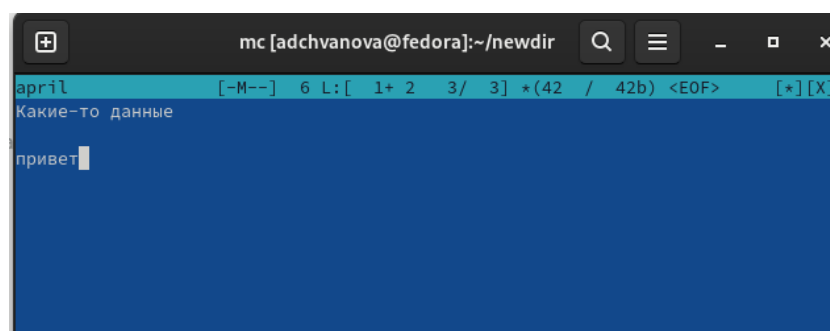 mc [adchvanova@fedora]:~/newdir
april [-M--] 6 L:[ 1+ 2 3/ 3] *(42 / 42b) <EOF> [*][X]
Какие-то данные
привет